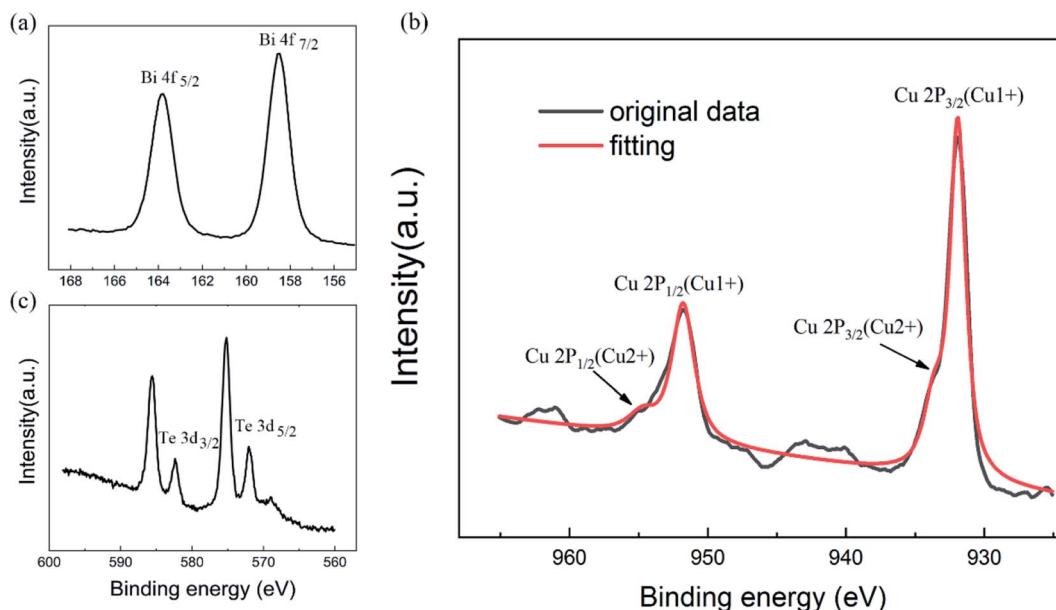 (a)
Bi 4f 7/2
Bi 4f 5/2
Intensity(a.u.)
168 166 164 162 160 158 156
(c)
Te 3d 3/2
Te 3d 5/2
Intensity(a.u.)
600 590 580 570 560
Binding energy (eV)
(b)
original data
fitting
Cu 2P3/2(Cu1+)
Cu 2P1/2(Cu1+)
Cu 2P3/2(Cu2+)
Cu 2P1/2(Cu2+)
Intensity(a.u.)
960 950 940 930
Binding energy (eV)